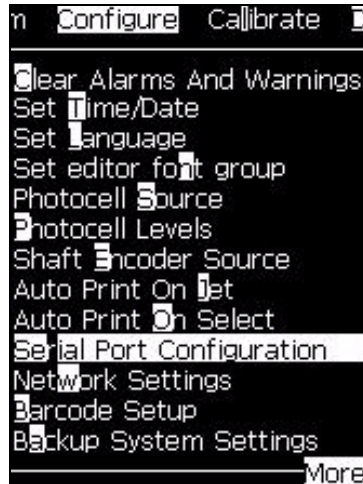 m Configure Calibrate
Clear Alarms And Warnings
Set Time/Date
Set Language
Set editor font group
Photocell Source
Photocell Levels
Shaft Encoder Source
Auto Print On Jet
Auto Print On Select
Serial Port Configuration
Network Settings
Barcode Setup
Backup System Settings
More